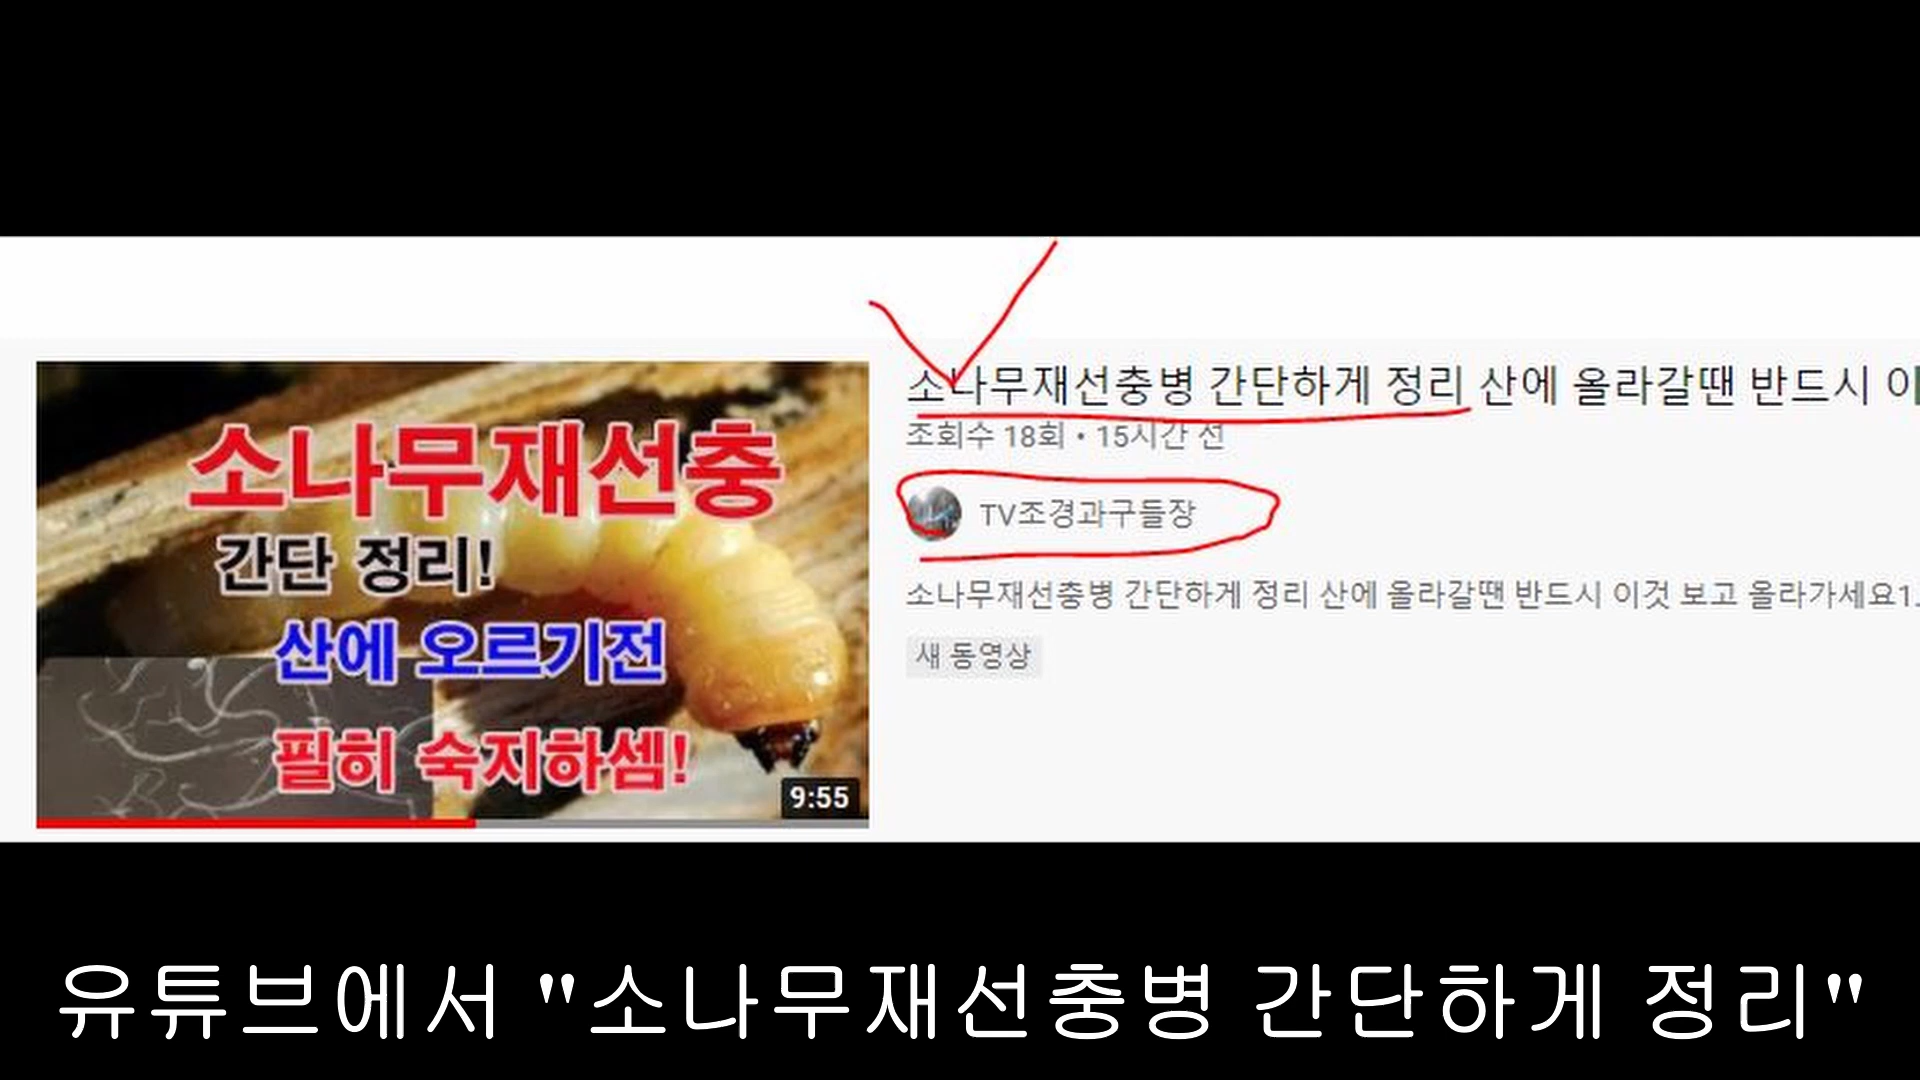 소나무재선충
간단 정리!
산에 오르기전
필히 숙지하셈!
9:55
소나무재선충병 간단하게 정리 산에 올라갈땐 반드시 이
조회수 18회 • 15시간 전
TV조경과구들장
소나무재선충병 간단하게 정리 산에 올라갈땐 반드시 이것 보고 올라가세요1.
새 동영상
유튜브에서 "소나무재선충병 간단하게 정리"